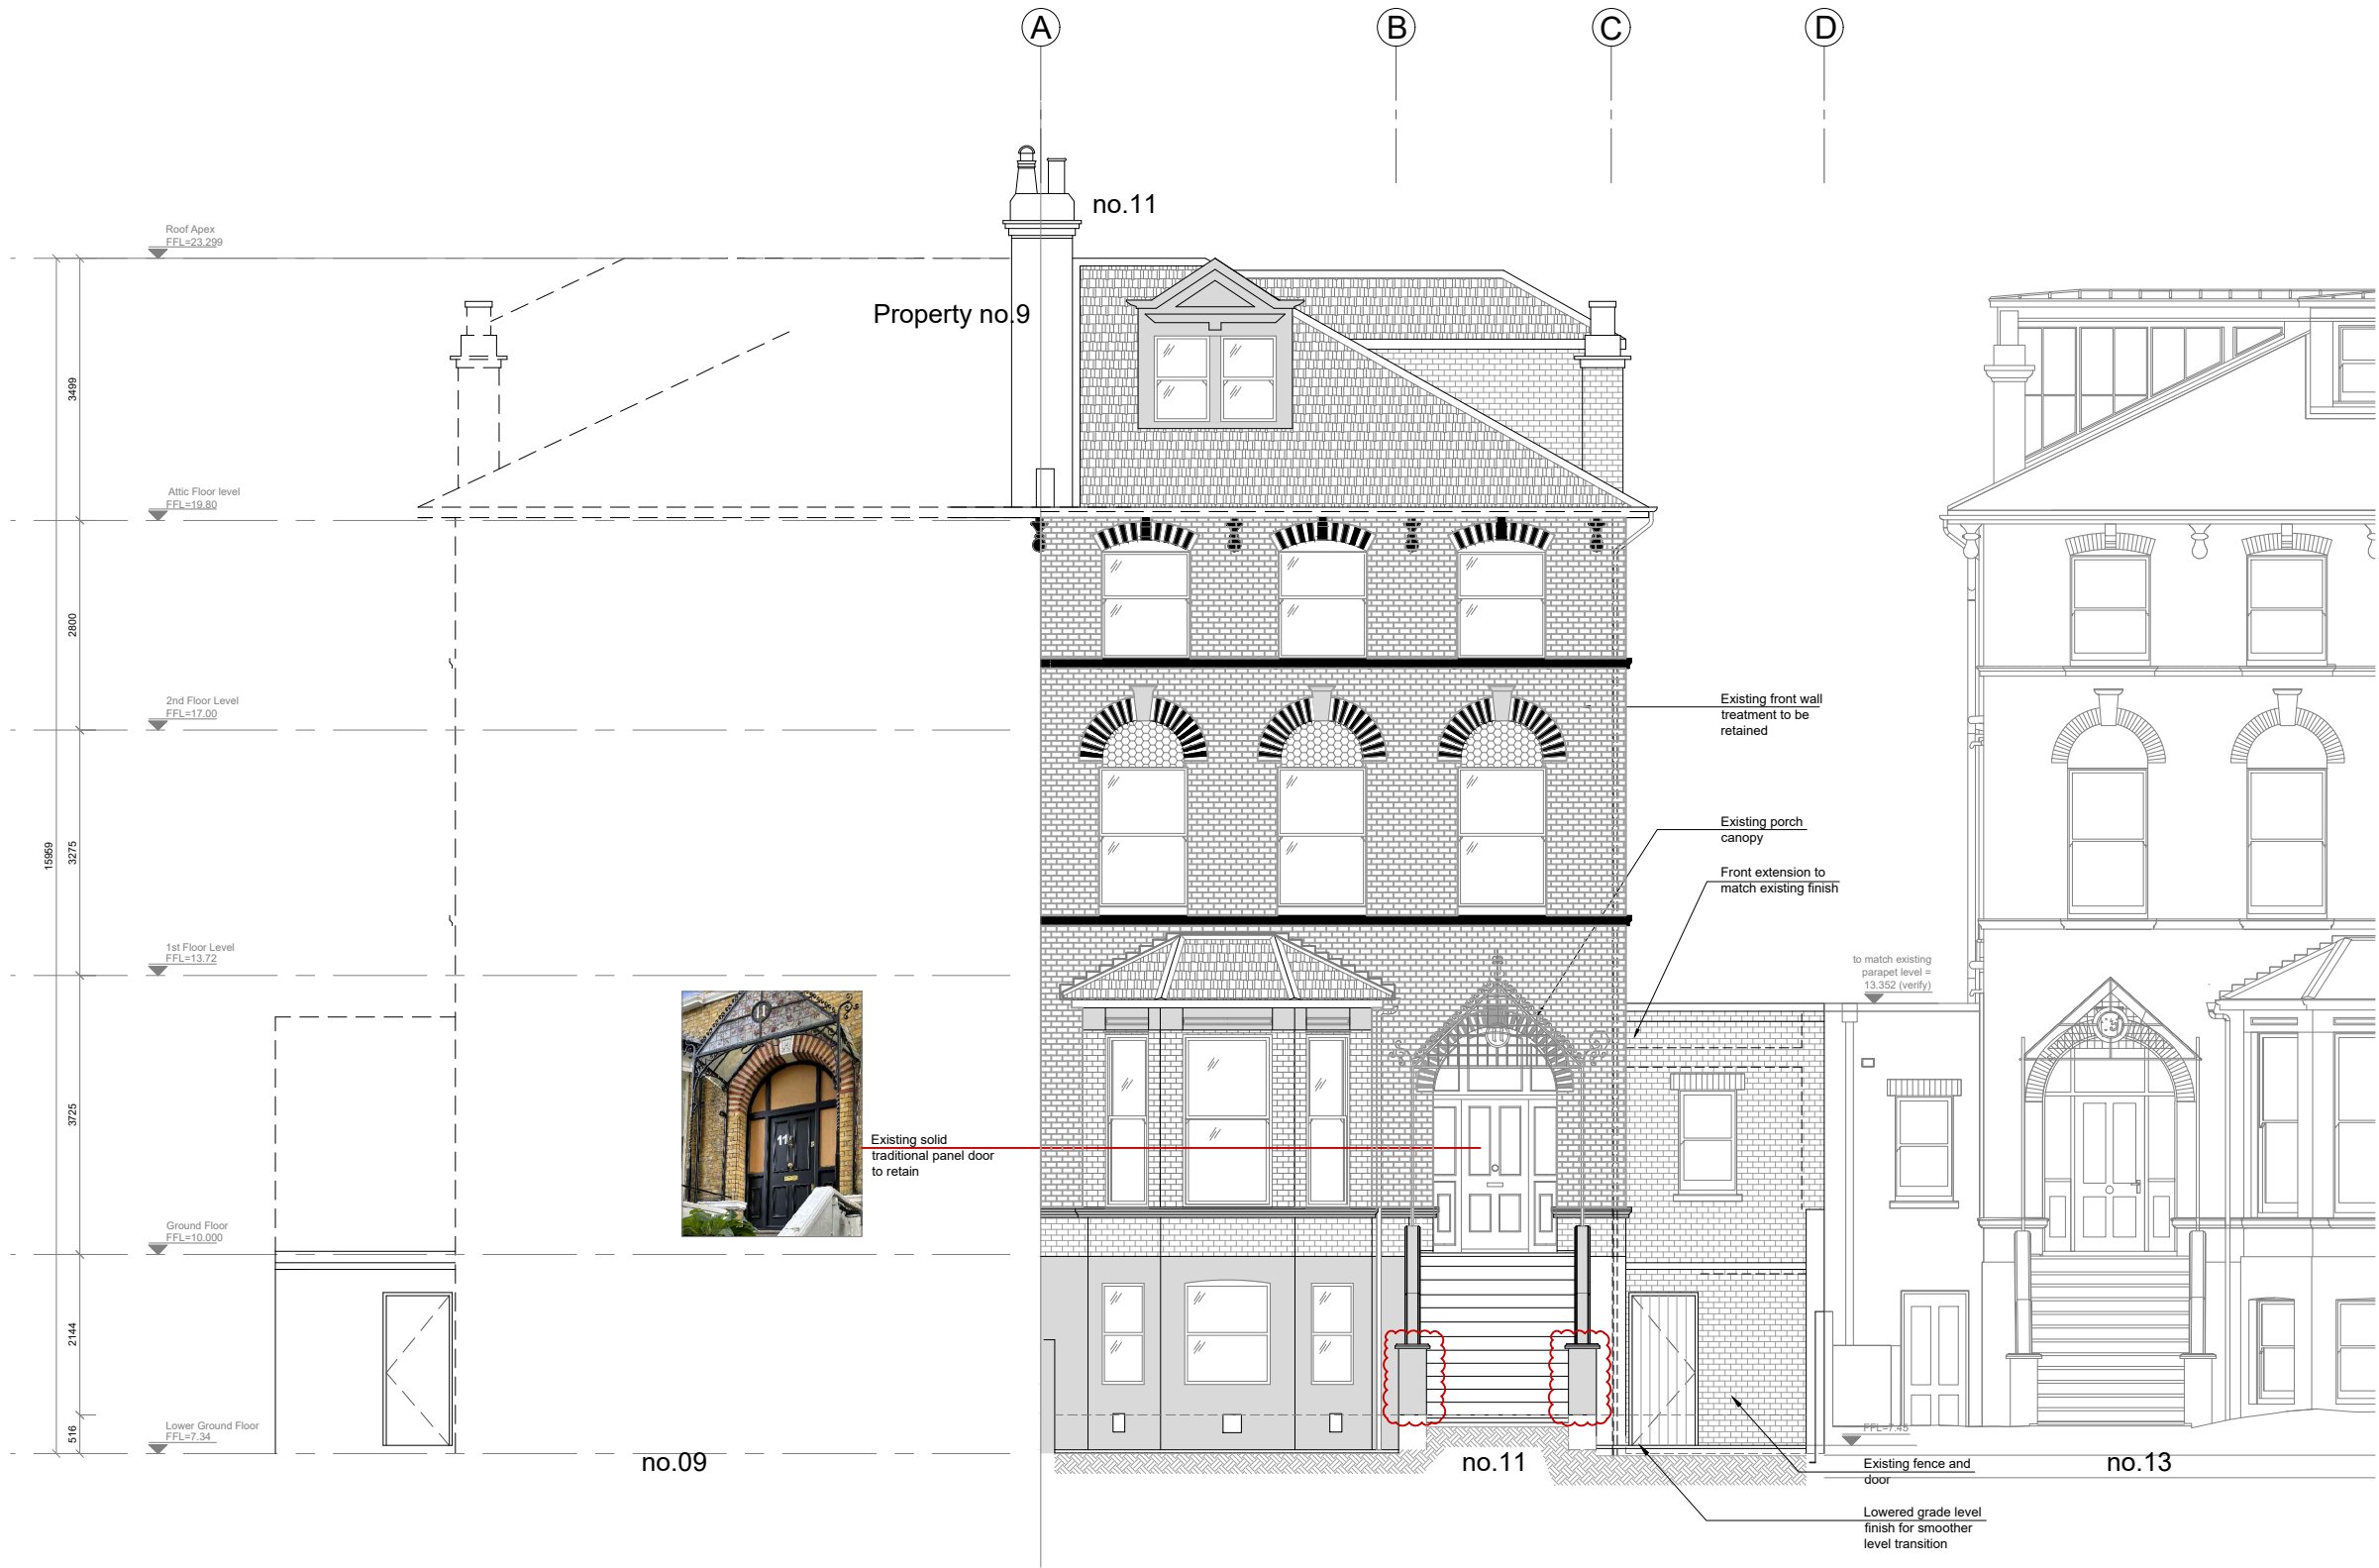 A
B
C
D
no.11
Roof Apex
FFL=23.299
Property no.9
3499
Attic Floor level
FFL=19.80
2800
2nd Floor Level
FFL=17.00
Existing front wall
treatment to be
retained
15959
3275
Existing porch
canopy
Front extension to
match existing finish
1st Floor Level
FFL=13.72
to match existing
parapet level =
13.352 (verify)
11
11
3725
Existing solid
traditional panel door
to retain
Ground Floor
FFL=10.000
2144
516
Lower Ground Floor
FFL=7.34
FFL=7.45
no.09
no.11
no.13
Existing fence and
door
Lowered grade level
finish for smoother
level transition